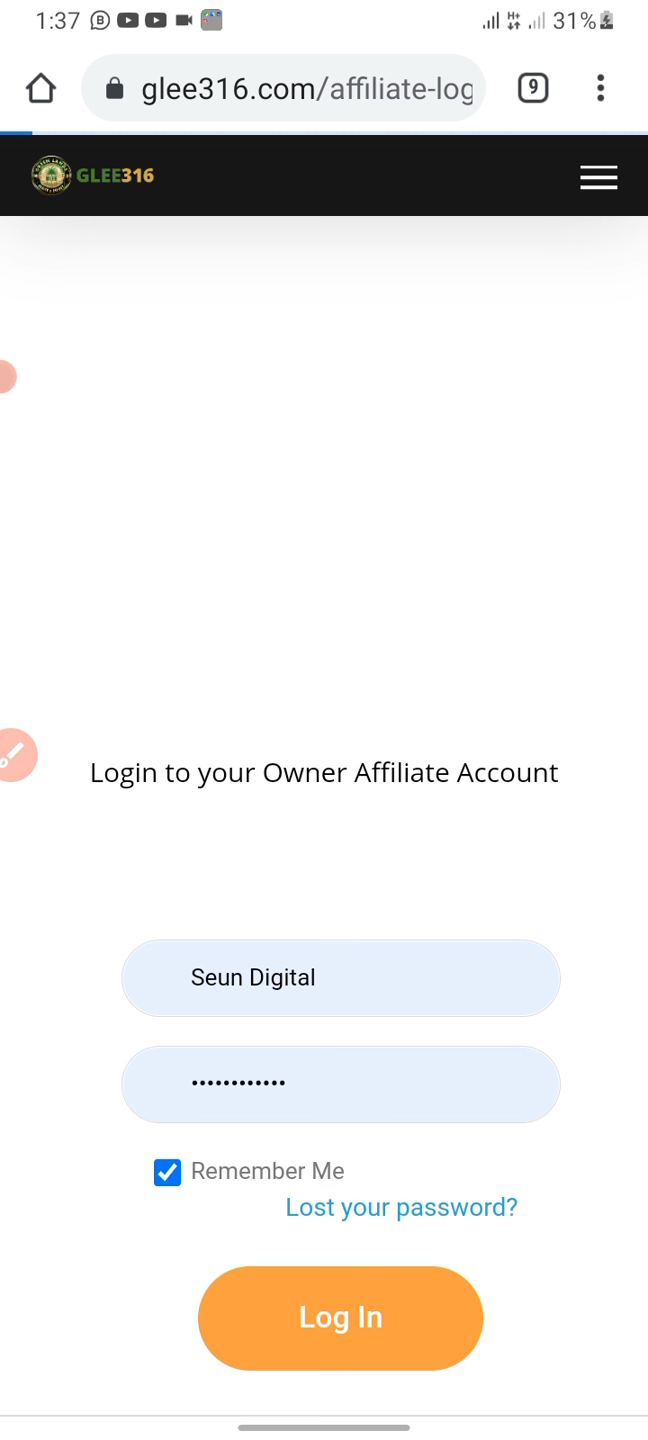 1:37
31%
glee316.com/affiliate-log
9
GLEE316
Login to your Owner Affiliate Account
Seun Digital
••••••••••••
Remember Me
Lost your password?
Log In